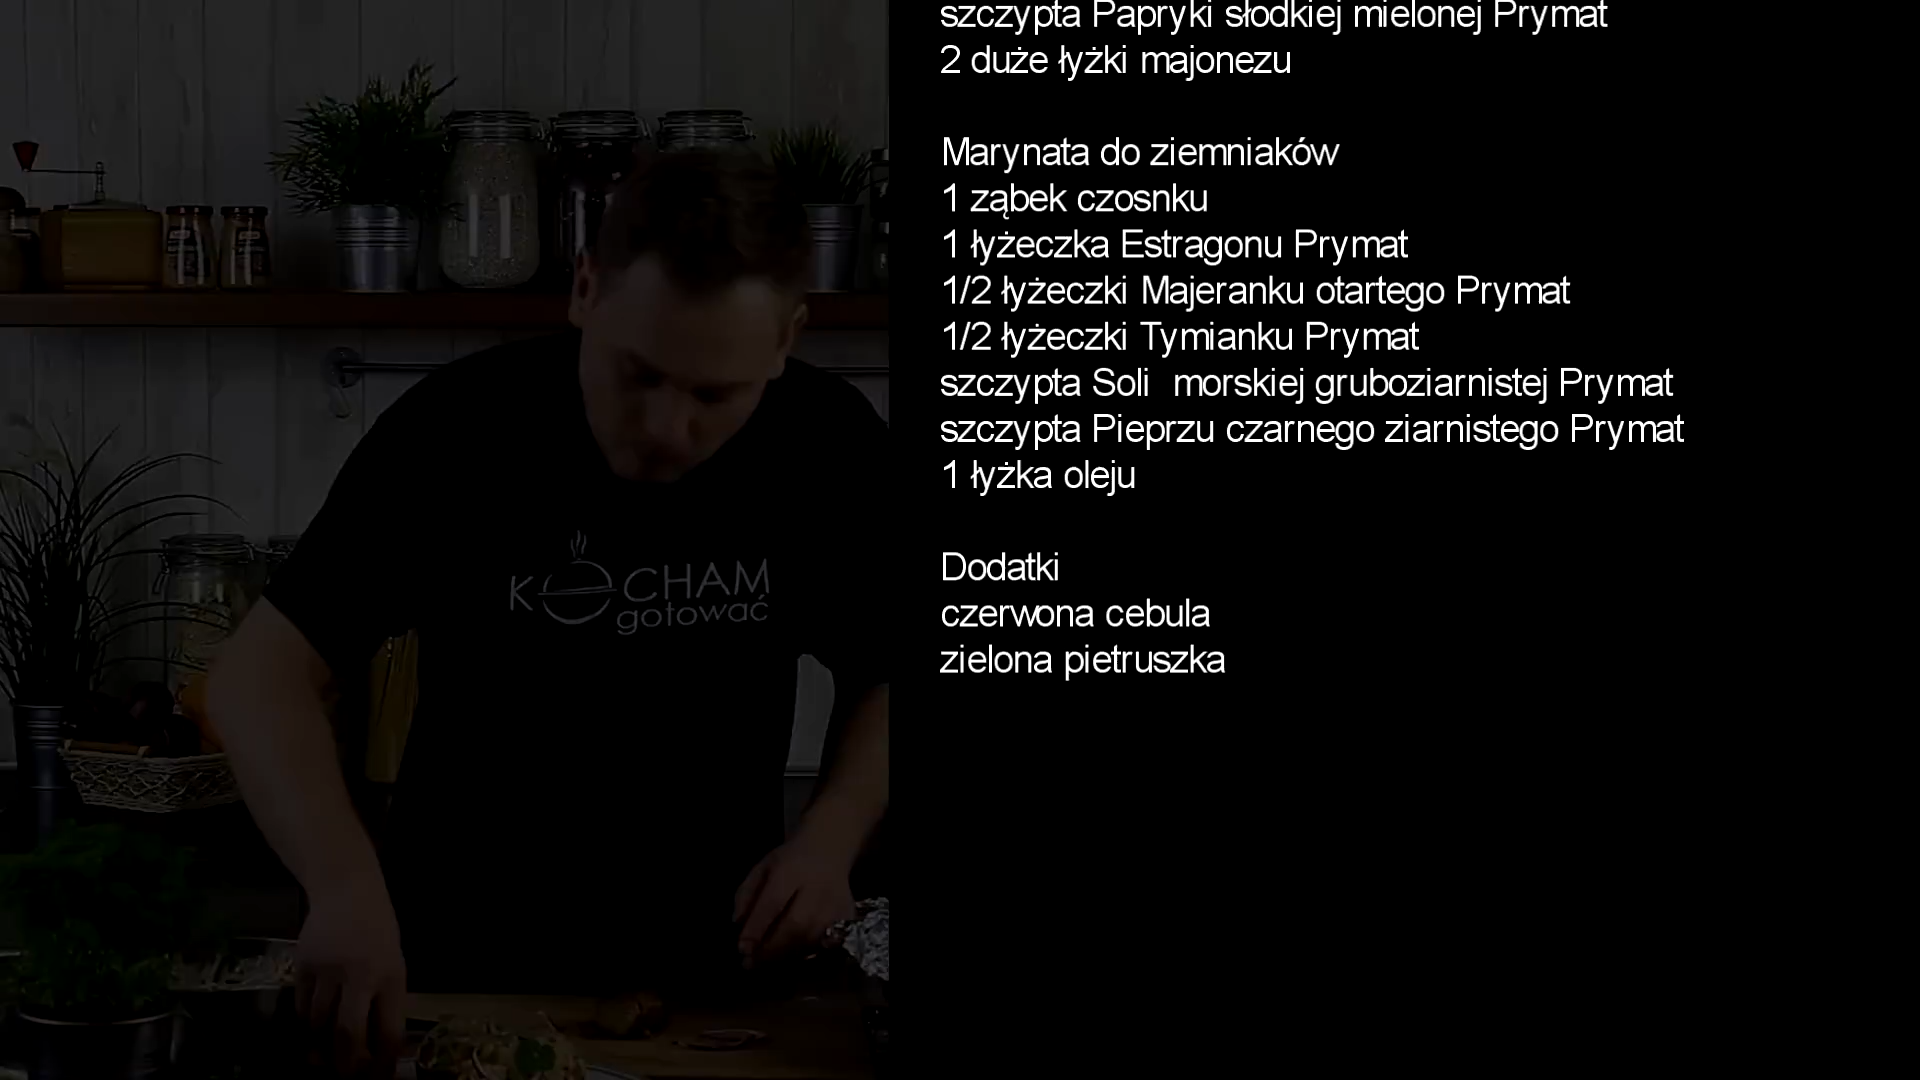 szczypta Papryki słodkiej mielonej Prymat
2 duże łyżki majonezu
Marynata do ziemniaków
1 ząbek czosnku
1 łyżeczka Estragonu Prymat
1/2 łyżeczki Majeranku otartego Prymat
1/2 łyżeczki Tymianku Prymat
szczypta Soli  morskiej gruboziarnistej Prymat
szczypta Pieprzu czarnego ziarnistego Prymat
1 łyżka oleju
Dodatki
czerwona cebula
zielona pietruszka
KOCHAM
gotować